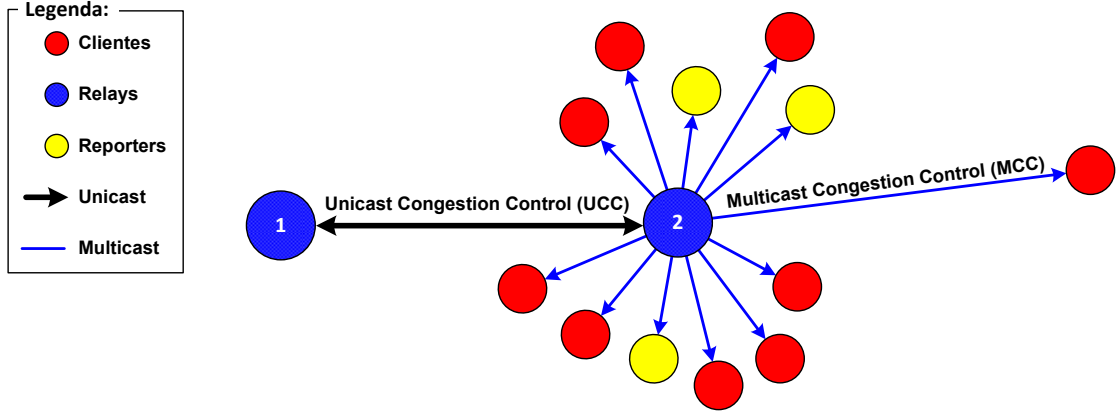 Legenda:
Clientes
Relays
Reporters
Unicast
Multicast
Multicast Congestion Control (MCC)
Unicast Congestion Control (UCC)
1
2